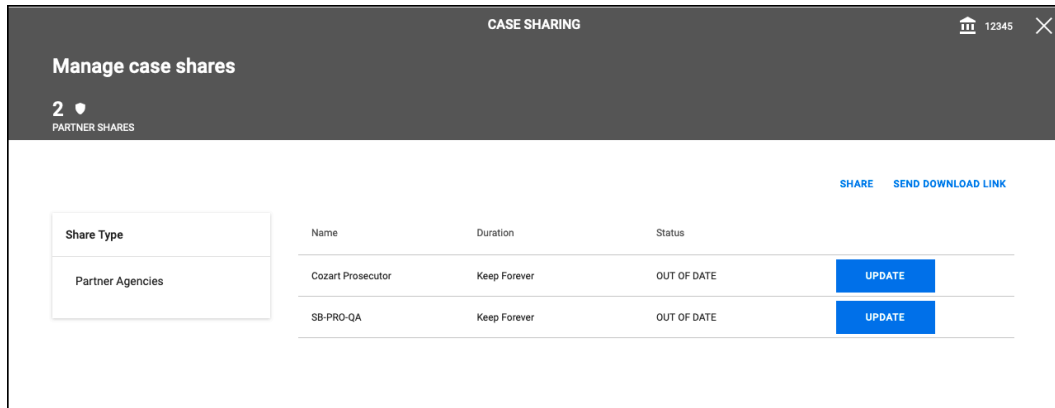 CASE SHARING
12345
Manage case shares
2
PARTNER SHARES
SHARE SEND DOWNLOAD LINK
Share Type
Partner Agencies
Name Duration Status
Cozart Prosecutor Keep Forever OUT OF DATE UPDATE
SB-PRO-QA Keep Forever OUT OF DATE UPDATE